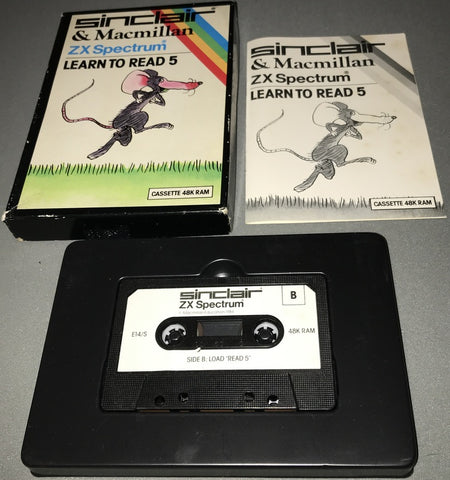 sinclair
& Macmillan
ZX Spectrum®
LEARN TO READ 5
CASSETTE 48K RAM
sinclair
& Macmillan
ZX Spectrum®
LEARN TO READ 5
CASSETTE 48K RAM
sinclair
ZX Spectrum
B
E14/S
48K RAM
SIDE B: LOAD 'READ 5'